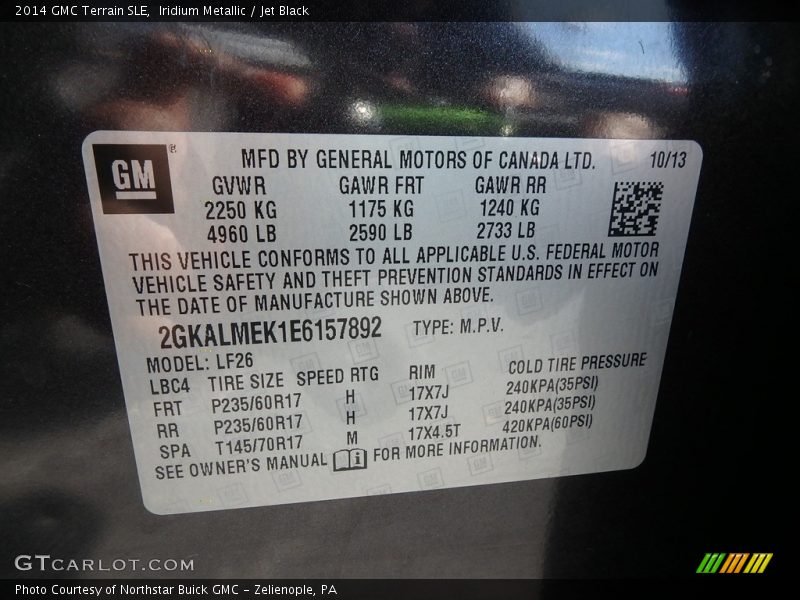 2014 GMC Terrain SLE, Iridium Metallic / Jet Black
GM
®
MFD BY GENERAL MOTORS OF CANADA LTD. 10/13
GVWR GAWR FRT GAWR RR
2250 KG 1175 KG 1240 KG
4960 LB 2590 LB 2733 LB
THIS VEHICLE CONFORMS TO ALL APPLICABLE U.S. FEDERAL MOTOR
VEHICLE SAFETY AND THEFT PREVENTION STANDARDS IN EFFECT ON
THE DATE OF MANUFACTURE SHOWN ABOVE.
2GKALMEK1E6157892 TYPE: M.P.V.
MODEL: LF26
LBC4 TIRE SIZE SPEED RTG RIM COLD TIRE PRESSURE
FRT P235/60R17 H 17X7J 240KPA(35PSI)
RR P235/60R17 H 17X7J 240KPA(35PSI)
SPA T145/70R17 M 17X4.5T 420KPA(60PSI)
SEE OWNER'S MANUAL i FOR MORE INFORMATION.
GTCARLOT.COM
Photo Courtesy of Northstar Buick GMC - Zelienople, PA